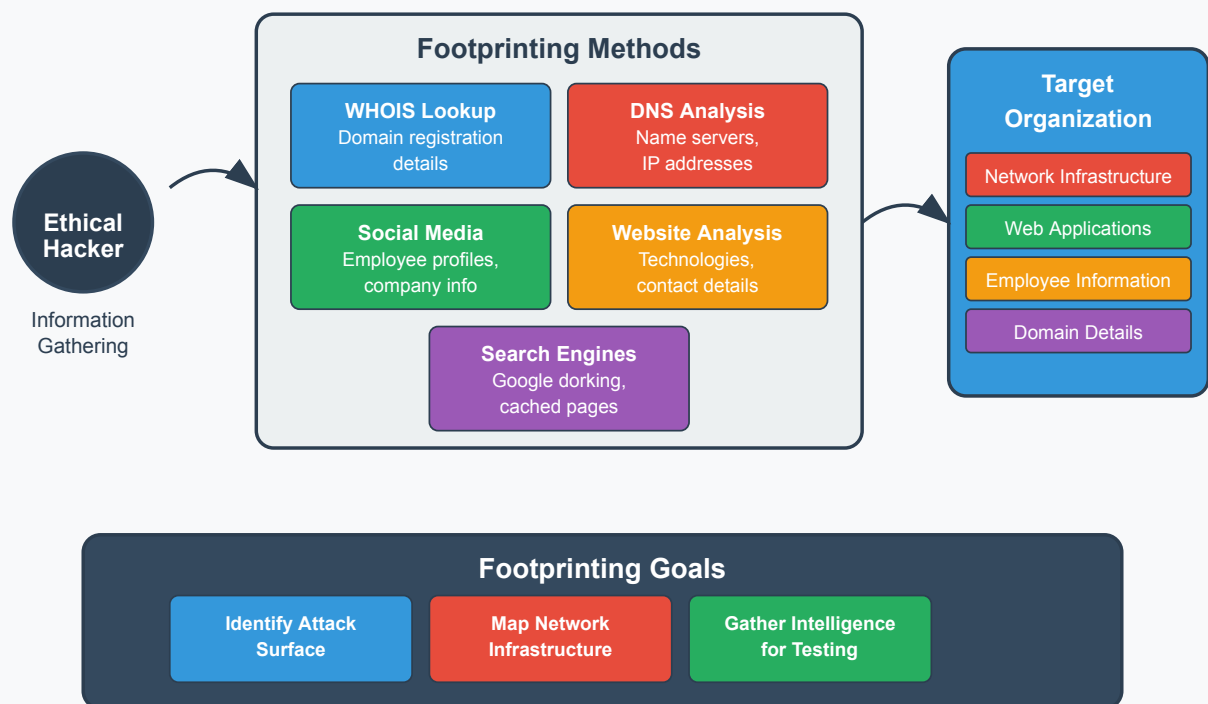 Footprinting Methods
WHOIS Lookup
Domain registration
details
DNS Analysis
Name servers,
IP addresses
Social Media
Employee profiles,
company info
Website Analysis
Technologies,
contact details
Search Engines
Google dorking,
cached pages
Ethical
Hacker
Information
Gathering
Target
Organization
Network Infrastructure
Web Applications
Employee Information
Domain Details
Footprinting Goals
Identify Attack
Surface
Map Network
Infrastructure
Gather Intelligence
for Testing